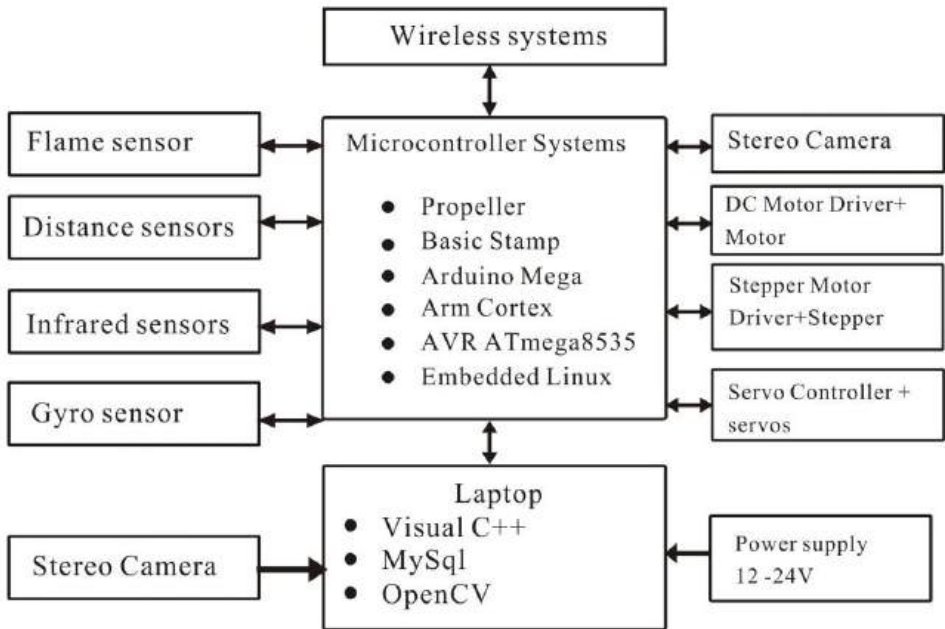 Wireless systems
Flame sensor
Distance sensors
Infrared sensors
Gyro sensor
Microcontroller Systems
● Propeller
● Basic Stamp
● Arduino Mega
● Arm Cortex
● AVR ATmega8535
● Embedded Linux
Stereo Camera
DC Motor Driver+
Motor
Stepper Motor
Driver+Stepper
Servo Controller +
servos
Stereo Camera
Laptop
● Visual C++
● MySql
● OpenCV
Power supply
12 -24V